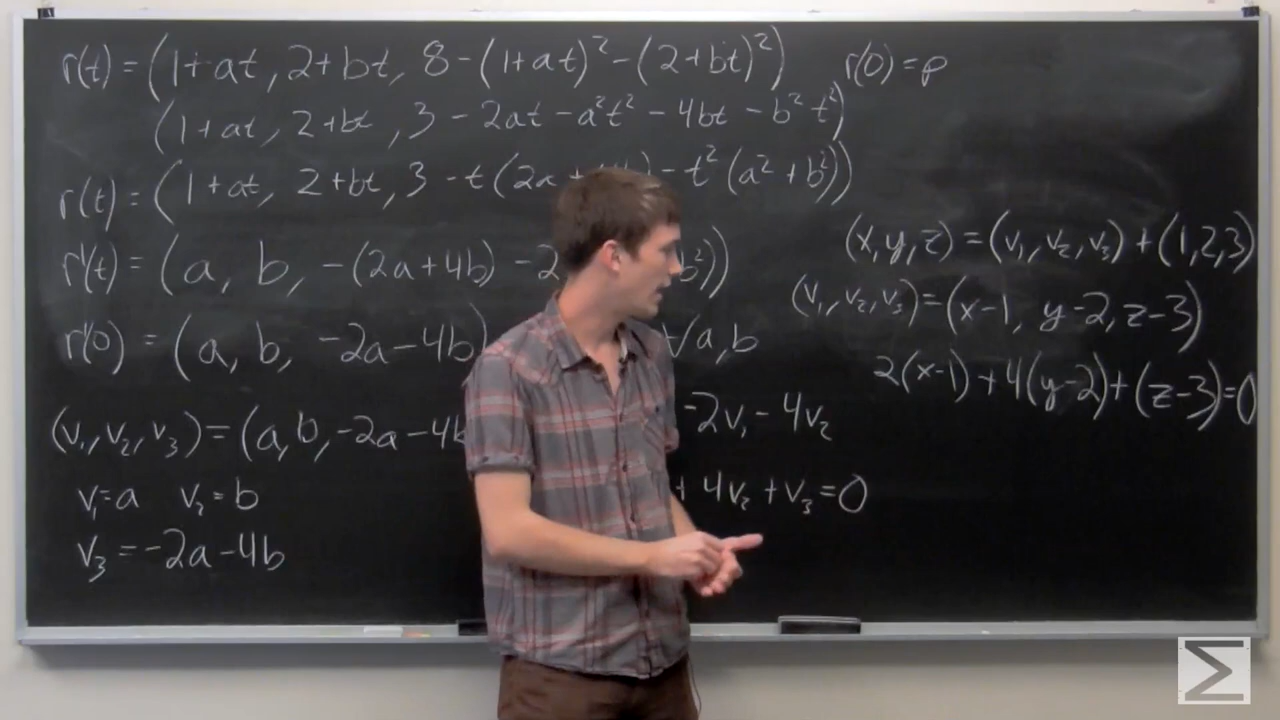 r(t) = (1+at, 2+bt, 8-(1+at)²-(2+bt)²) r(0)=p
(1+at, 2+bt, 3 - 2at - a²t² - 4bt - b²t²)
r(t) = (1+at, 2+bt, 3 - t(2a + - t²(a²+b²))
r'(t) = (a, b, -(2a+4b) - 2 b²))
r'(0) = (a, b, -2a-4b) ∀a,b
(v₁, v₂, v₃) = (a, b, -2a-4b -2v₁ - 4v₂
v₁=a v₂=b + 4v₂ + v₃ = 0
v₃ = -2a-4b
(x,y,z) = (v₁, v₂, v₃) + (1,2,3)
(v₁, v₂, v₃) = (x-1, y-2, z-3)
2(x-1) + 4(y-2) + (z-3) = 0
Σ